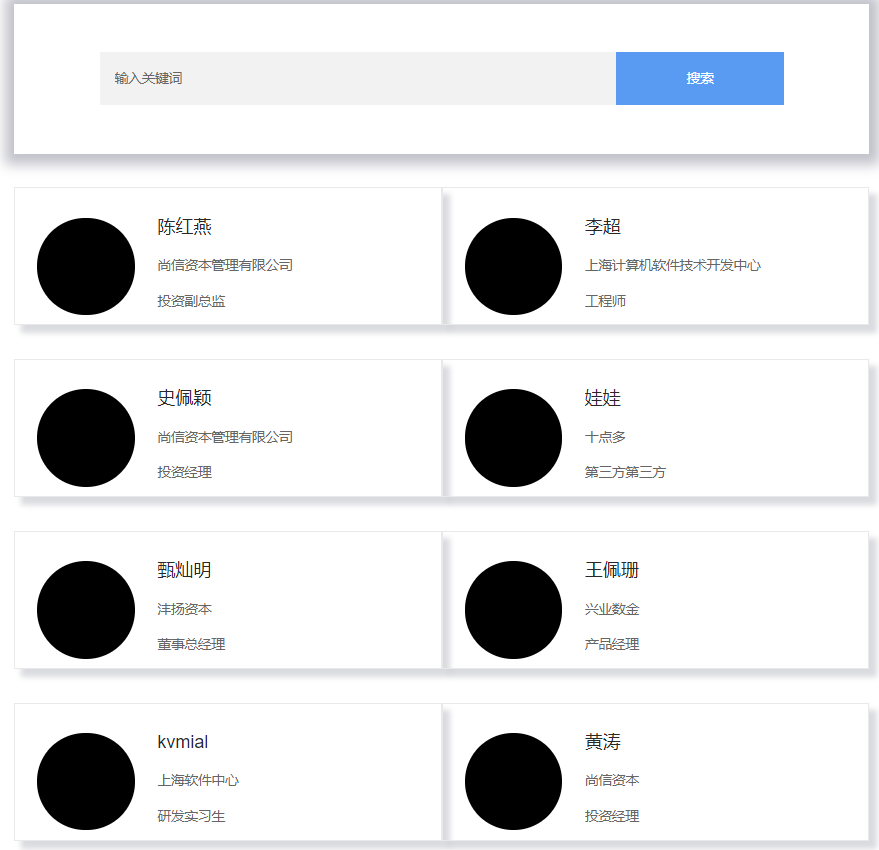 输入关键词
搜索
陈红燕
尚信资本管理有限公司
投资副总监
李超
上海计算机软件技术开发中心
工程师
史佩颖
尚信资本管理有限公司
投资经理
娃娃
十点多
第三方第三方
甄灿明
沣扬资本
董事总经理
王佩珊
兴业数金
产品经理
kvmial
上海软件中心
研发实习生
黄涛
尚信资本
投资经理